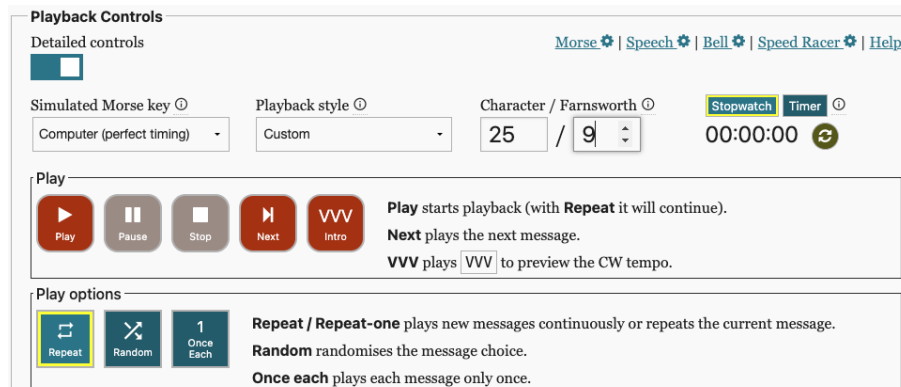 Playback Controls
Detailed controls
Morse | Speech | Bell | Speed Racer | Help
Simulated Morse key
Playback style
Character / Farnsworth
Stopwatch Timer
Computer (perfect timing)
Custom
25 / 9
00:00:00
Play
Play
Pause
Stop
Next
VVV
Intro
Play starts playback (with Repeat it will continue).
Next plays the next message.
VVV plays VVV to preview the CW tempo.
Play options
Repeat
Random
1
Once
Each
Repeat / Repeat-one plays new messages continuously or repeats the current message.
Random randomises the message choice.
Once each plays each message only once.